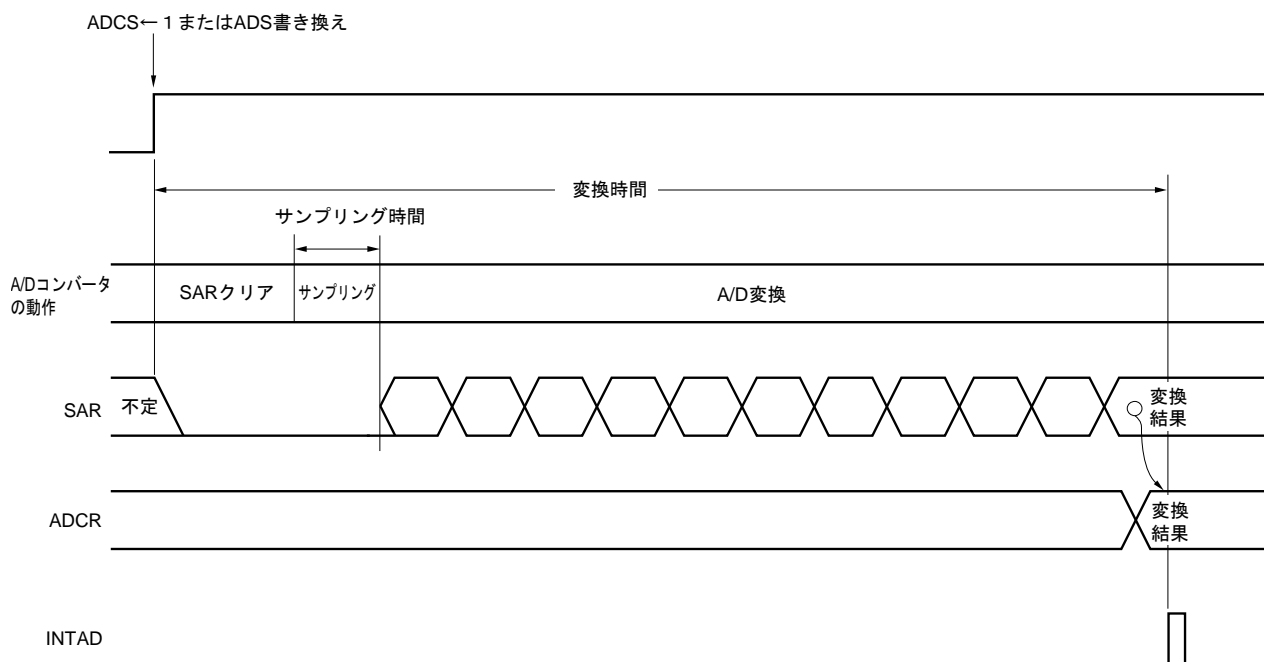 ADCS←１またはADS書き換え
変換時間
サンプリング時間
A/Dコンバータ
の動作
SARクリア
サンプリング
A/D変換
SAR
不定
変換
結果
ADCR
変換
結果
INTAD